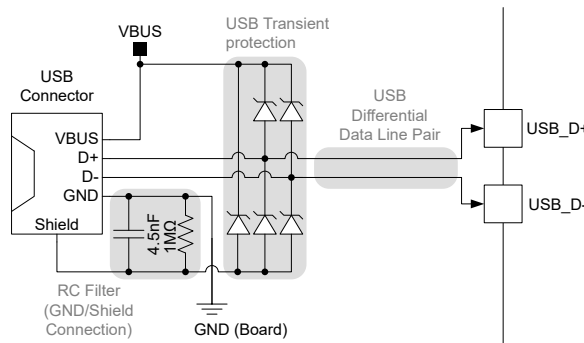 VBUS
USB Transient
protection
USB
Connector
USB
Differential
Data Line Pair
VBUS
D+
D-
GND
Shield
USB_D+
USB_D-
4.5nF
1MΩ
RC Filter
(GND/Shield
Connection)
GND (Board)